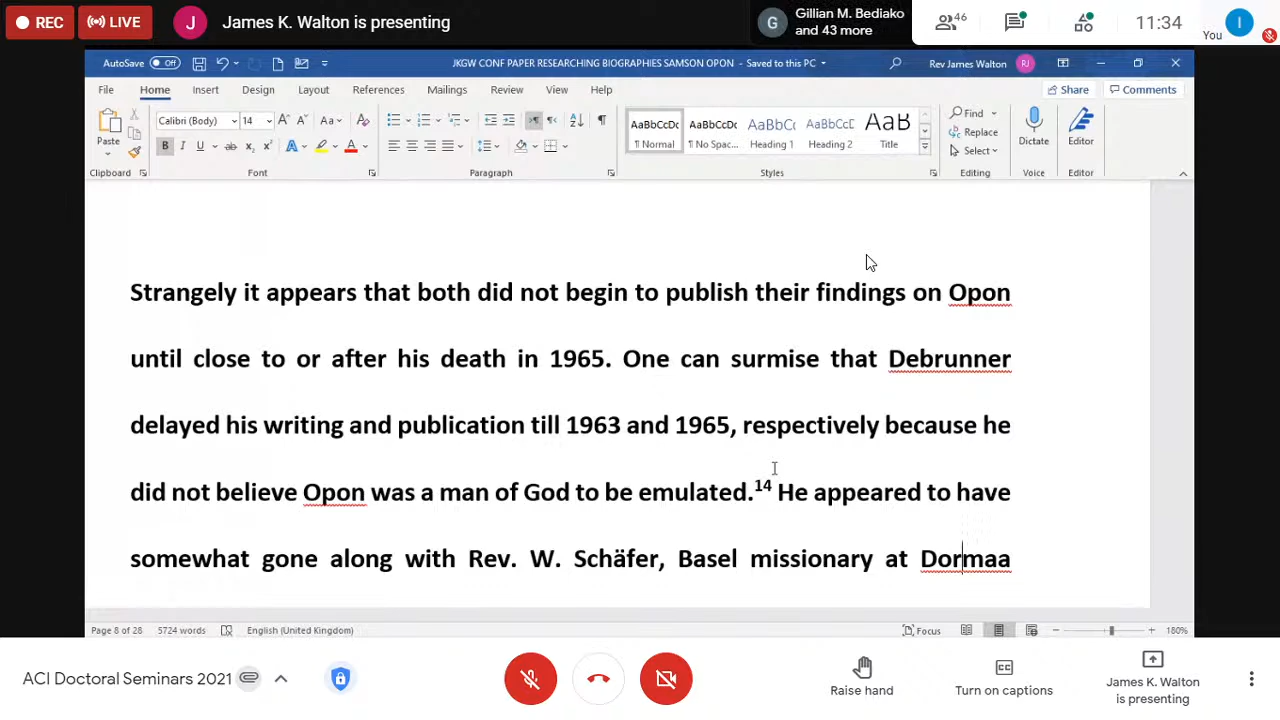 REC
LIVE
J
James K. Walton is presenting
G
Gillian M. Bediako
and 43 more
46
11:34
You
I
AutoSave
Off
JKGW CONF PAPER RESEARCHING BIOGRAPHIES SAMSON OPON - Saved to this PC
Rev James Walton
RJ
File Home Insert Design Layout References Mailings Review View Help
Share
Comments
Paste
Calibri (Body)
14
Aa
B I U ab x₂ x²
AaBbCcDc
¶ Normal
AaBbCcDc
¶ No Spac...
AaBbCc
Heading 1
AaBbCcD
Heading 2
AaB
Title
Find
Replace
Select
Dictate
Editor
Clipboard
Font
Paragraph
Styles
Editing
Voice
Editor
Strangely it appears that both did not begin to publish their findings on Opon
until close to or after his death in 1965. One can surmise that Debrunner
delayed his writing and publication till 1963 and 1965, respectively because he
did not believe Opon was a man of God to be emulated.¹⁴ He appeared to have
somewhat gone along with Rev. W. Schäfer, Basel missionary at Dormaa
Page 8 of 28
5724 words
English (United Kingdom)
Focus
180%
ACI Doctoral Seminars 2021
Raise hand
Turn on captions
James K. Walton
is presenting